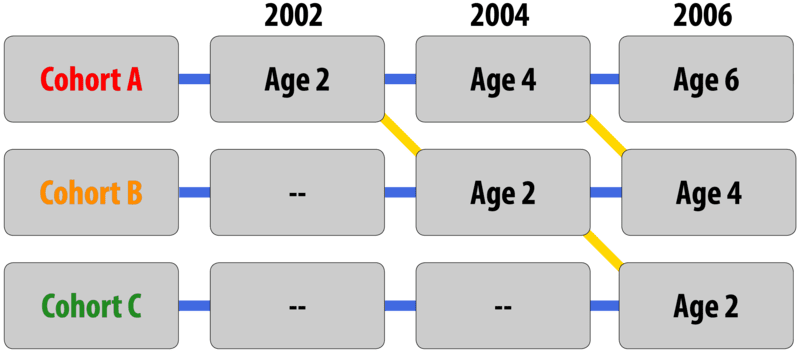 2002 2004 2006
Cohort A Age 2 Age 4 Age 6
Cohort B -- Age 2 Age 4
Cohort C -- -- Age 2